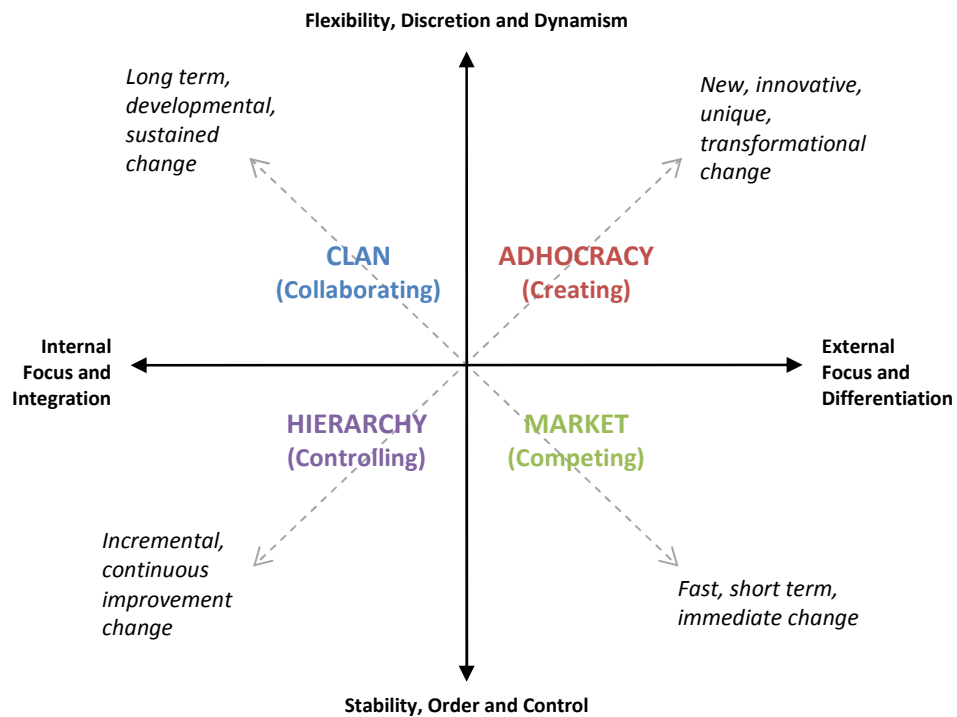 Flexibility, Discretion and Dynamism
Long term,
developmental,
sustained
change
New, innovative,
unique,
transformational
change
CLAN
(Collaborating)
ADHOCRACY
(Creating)
Internal
Focus and
Integration
External
Focus and
Differentiation
HIERARCHY
(Controlling)
MARKET
(Competing)
Incremental,
continuous
improvement
change
Fast, short term,
immediate change
Stability, Order and Control